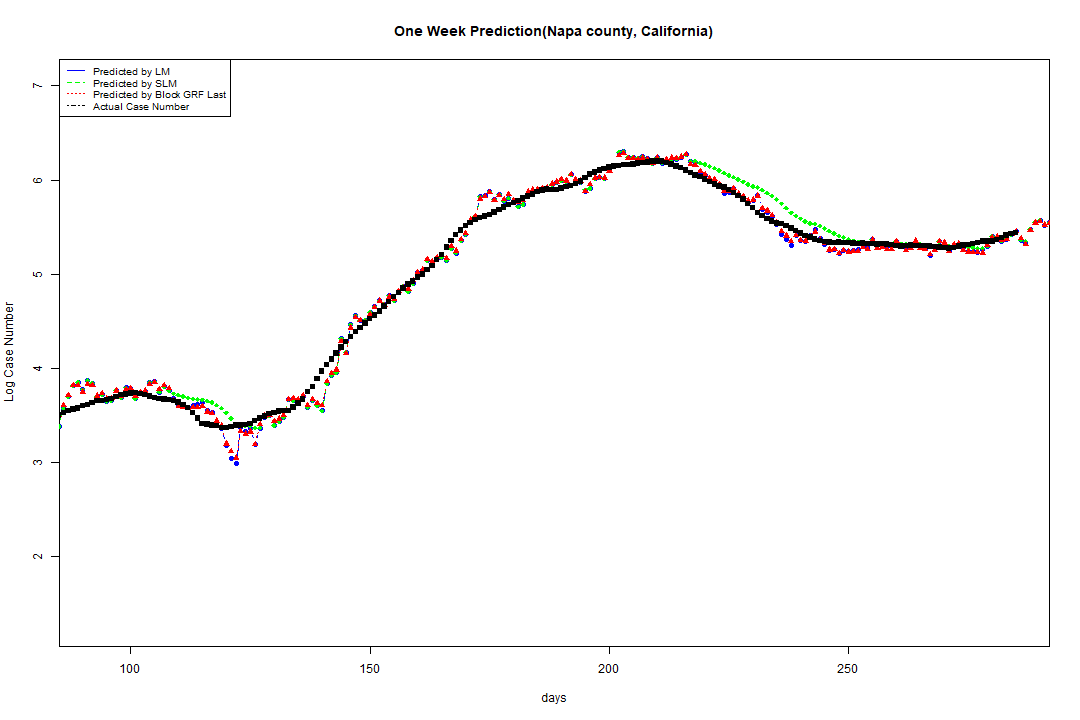 One Week Prediction(Napa county, California)
Predicted by LM
Predicted by SLM
Predicted by Block GRF Last
Actual Case Number
7
6
5
4
3
2
Log Case Number
100
150
200
250
days